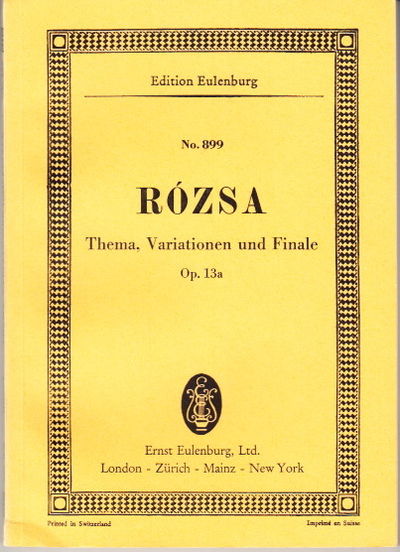 Edition Eulenburg
No. 899
RÓZSA
Thema, Variationen und Finale
Op. 13a
Ernst Eulenburg, Ltd.
London - Zürich - Mainz - New York
Printed in Switzerland
Imprimé en Suisse